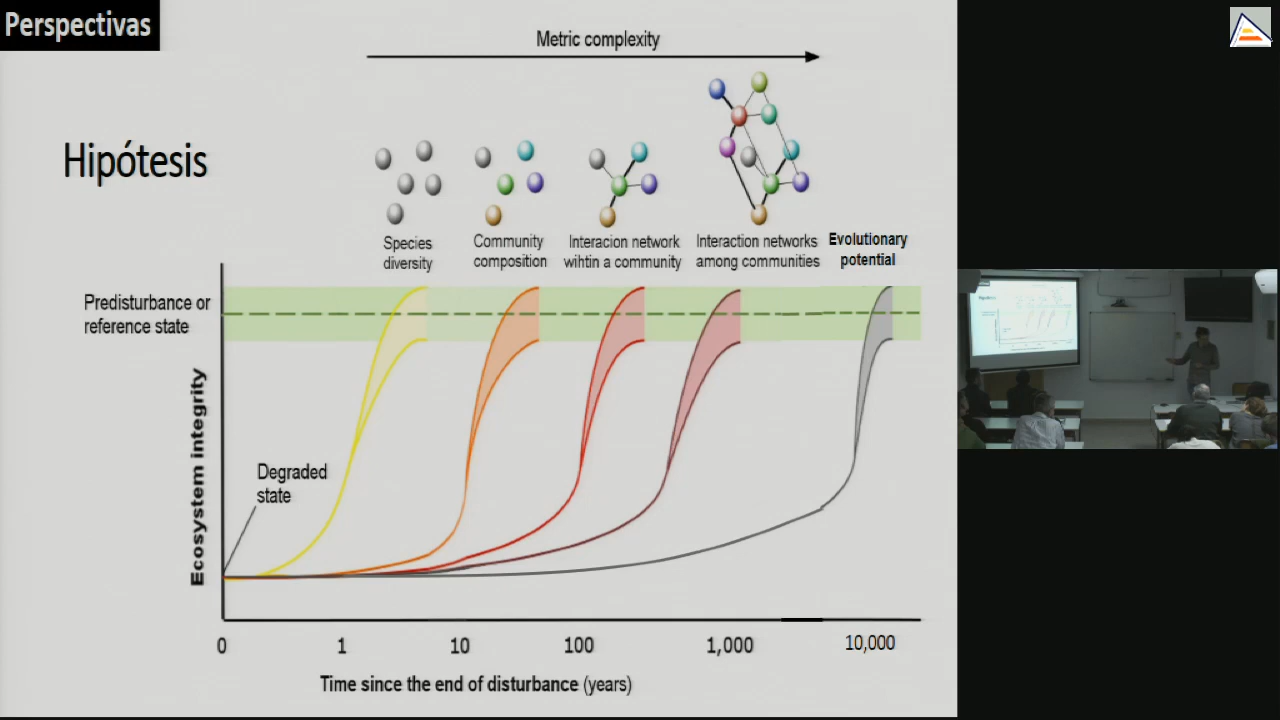 Perspectivas
Metric complexity
Hipótesis
Species
diversity
Community
composition
Interacion network
wihtin a community
Interaction networks
among communities
Evolutionary
potential
Predisturbance or
reference state
Ecosystem integrity
Degraded
state
0
1
10
100
1,000
10,000
Time since the end of disturbance (years)